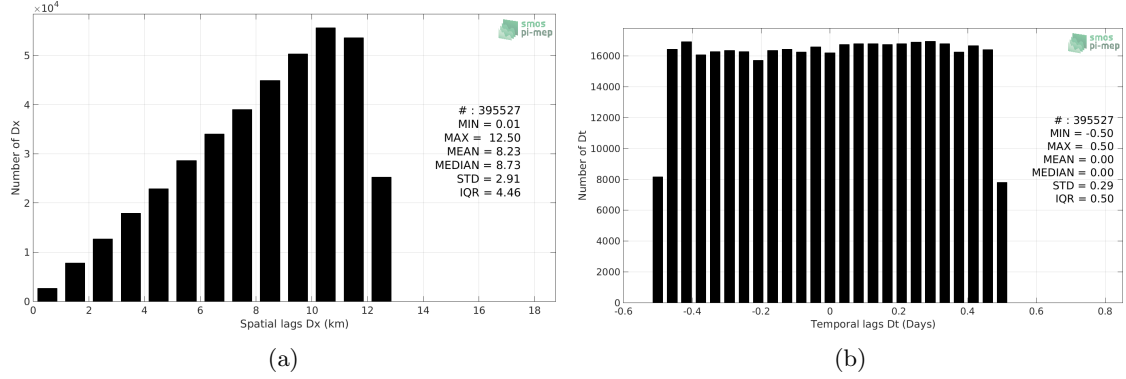 ×10⁴
5
4
3
2
1
0
Number of Dx
0 2 4 6 8 10 12 14 16 18
Spatial lags Dx (km)
smos
pi-mep
# : 395527
MIN = 0.01
MAX = 12.50
MEAN = 8.23
MEDIAN = 8.73
STD = 2.91
IQR = 4.46
(a)
16000
14000
12000
10000
8000
6000
4000
2000
0
Number of Dt
-0.6 -0.4 -0.2 0 0.2 0.4 0.6 0.8
Temporal lags Dt (Days)
smos
pi-mep
# : 395527
MIN = -0.50
MAX = 0.50
MEAN = 0.00
MEDIAN = 0.00
STD = 0.29
IQR = 0.50
(b)